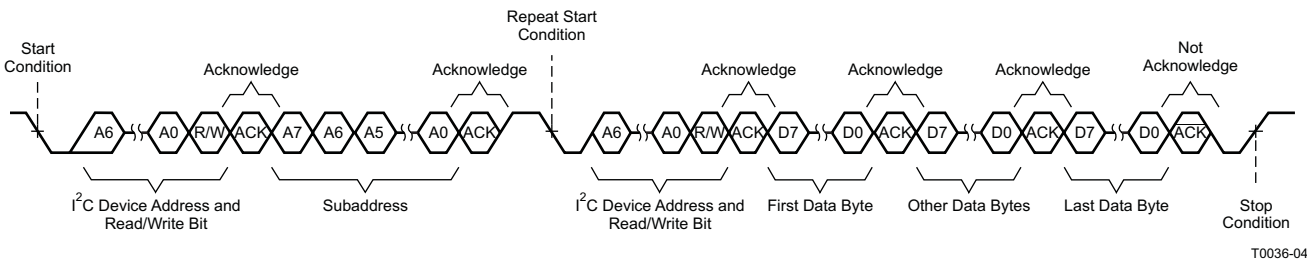 Repeat Start
Condition
Start
Condition
Not
Acknowledge
Acknowledge
Acknowledge
Acknowledge
Acknowledge
Acknowledge
A6 A0 R/W ACK A7 A6 A5 A0 ACK A6 A0 R/W ACK D7 D0 ACK D7 D0 ACK D7 D0 ACK
I²C Device Address and
Read/Write Bit
Subaddress
I²C Device Address and
Read/Write Bit
First Data Byte
Other Data Bytes
Last Data Byte
Stop
Condition
T0036-04